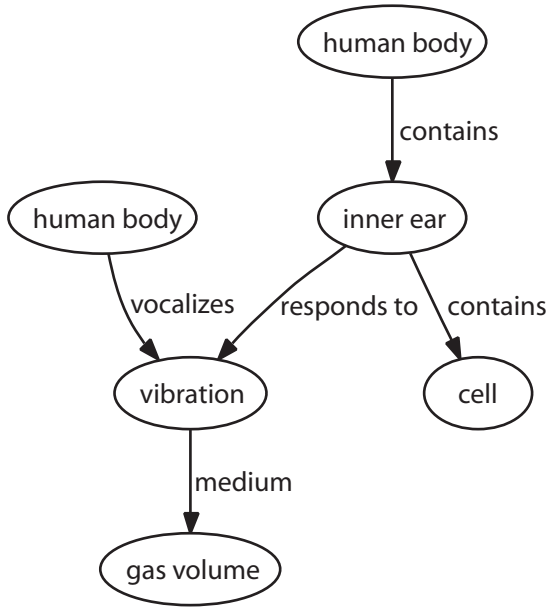 human body
contains
human body
inner ear
vocalizes
responds to
contains
vibration
cell
medium
gas volume